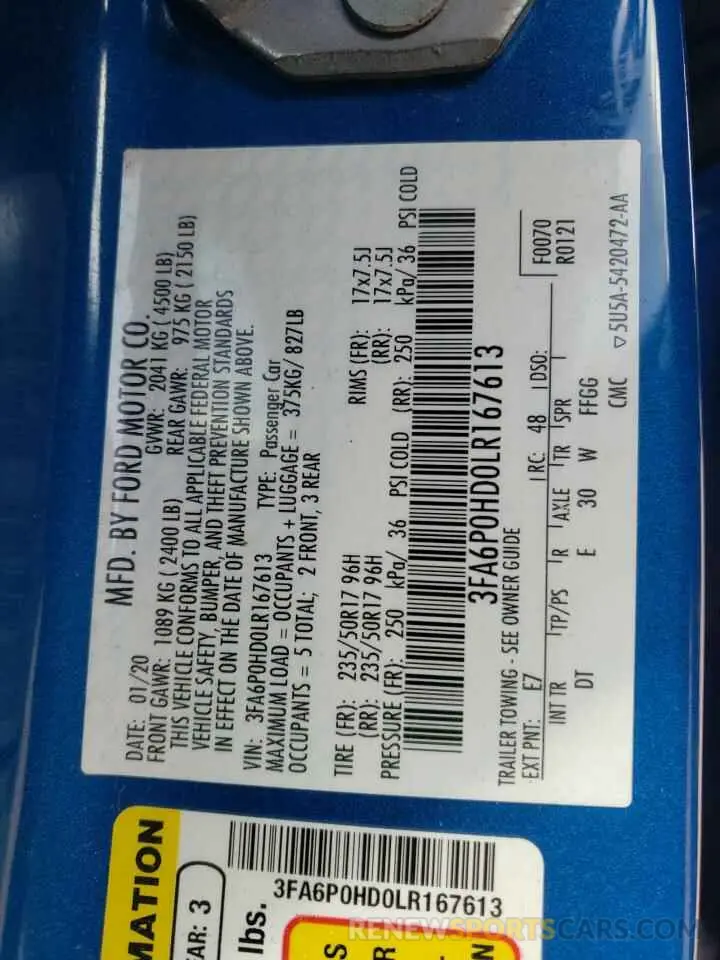 MFD. BY FORD MOTOR CO.
DATE: 01/20 GVWR: 2041 KG ( 4500 LB)
FRONT GAWR: 1089 KG ( 2400 LB) REAR GAWR: 975 KG ( 2150 LB)
THIS VEHICLE CONFORMS TO ALL APPLICABLE FEDERAL MOTOR
VEHICLE SAFETY, BUMPER, AND THEFT PREVENTION STANDARDS
IN EFFECT ON THE DATE OF MANUFACTURE SHOWN ABOVE.
VIN: 3FA6P0HD0LR167613 TYPE: Passenger Car
MAXIMUM LOAD = OCCUPANTS + LUGGAGE = 375KG/ 827LB
OCCUPANTS = 5 TOTAL; 2 FRONT, 3 REAR
TIRE (FR): 235/50R17 96H RIMS (FR): 17x7.5J
(RR): 235/50R17 96H (RR): 17x7.5J
PRESSURE (FR): 250 kPa/ 36 PSI COLD (RR): 250 kPa/ 36 PSI COLD
3FA6P0HD0LR167613
TRAILER TOWING - SEE OWNER GUIDE
F0070
R0121
EXT PNT: E7 RC: 48 DSO:
INT TR TP/PS R AXLE TR SPR
DT E 30 W FFGG
CMC ▽5U5A-5420472-AA
MATION
AR: 3
lbs.
3FA6P0HD0LR167613
S
R
N
RENEWSPORTSCARS.COM